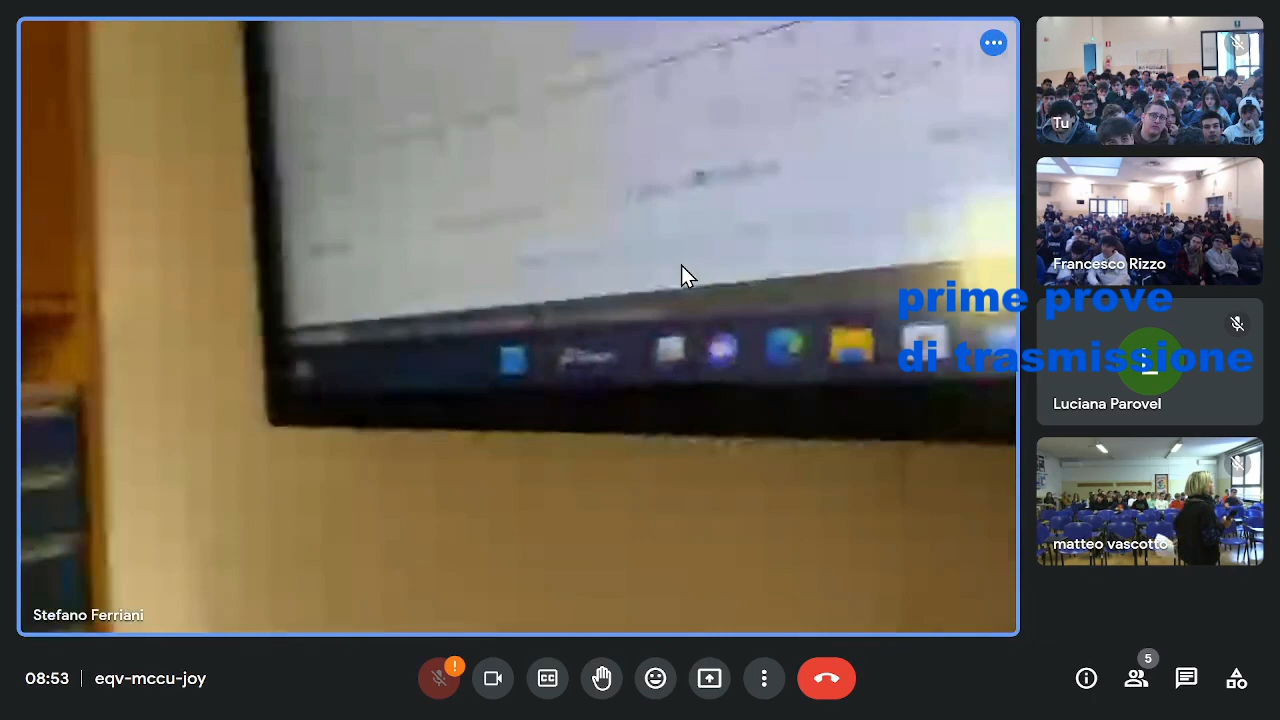 Tu
Francesco Rizzo
prime prove
di trasmissione
L
Luciana Parovel
matteo vascotto
Stefano Ferriani
08:53
eqv-mccu-joy
5